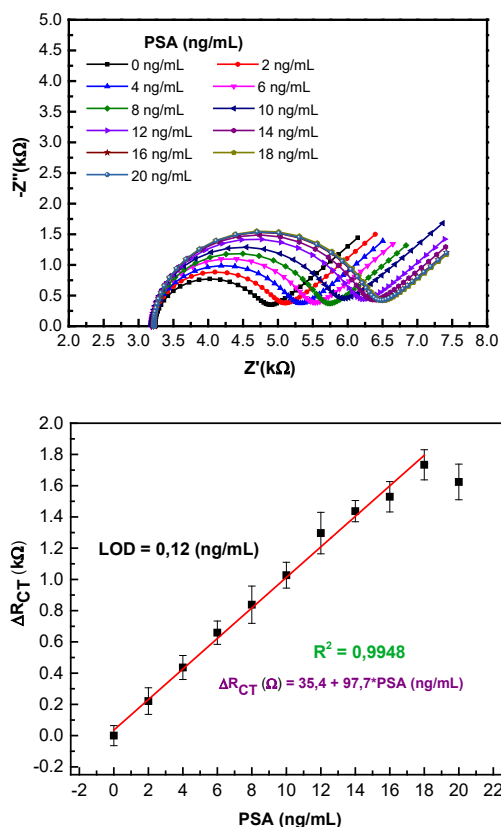 PSA (ng/mL)
0 ng/mL 2 ng/mL
4 ng/mL 6 ng/mL
8 ng/mL 10 ng/mL
12 ng/mL 14 ng/mL
16 ng/mL 18 ng/mL
20 ng/mL
5.0
4.5
4.0
3.5
3.0
2.5
2.0
1.5
1.0
0.5
0.0
-Z''(kΩ)
2.0 2.5 3.0 3.5 4.0 4.5 5.0 5.5 6.0 6.5 7.0 7.5 8.0
Z'(kΩ)
2.0
1.8
1.6
1.4
1.2
1.0
0.8
0.6
0.4
0.2
0.0
-0.2
ΔR_CT (kΩ)
LOD = 0,12 (ng/mL)
R² = 0,9948
ΔR_CT (Ω) = 35,4 + 97,7*PSA (ng/mL)
-2 0 2 4 6 8 10 12 14 16 18 20 22
PSA (ng/mL)